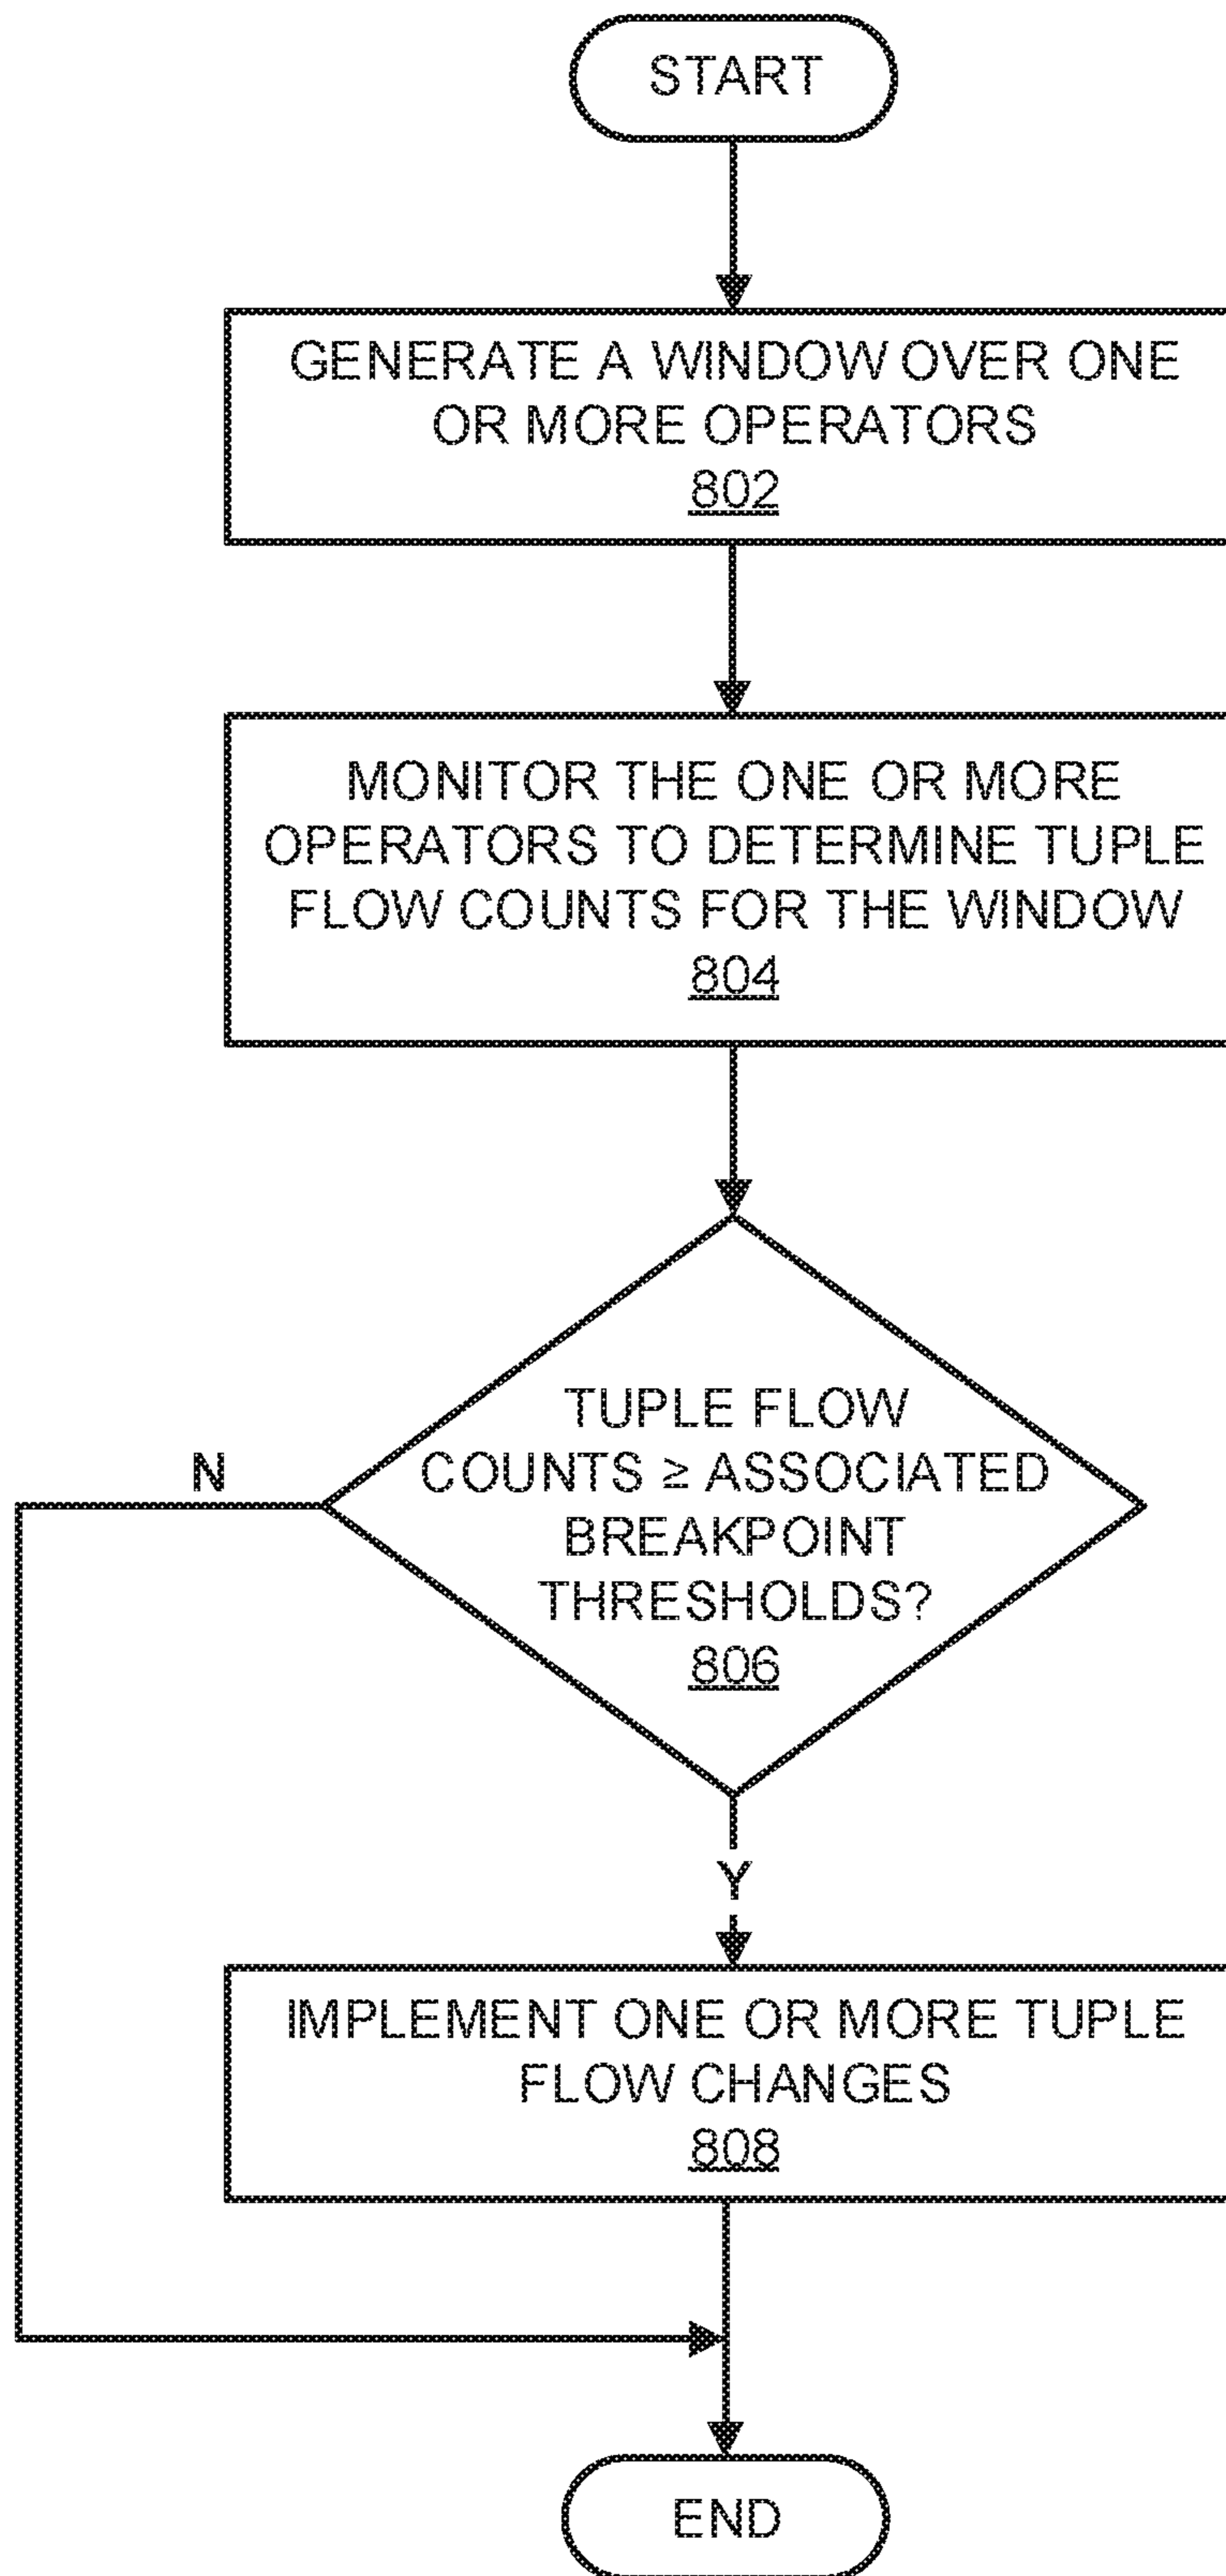 START
GENERATE A WINDOW OVER ONE
OR MORE OPERATORS
802
MONITOR THE ONE OR MORE
OPERATORS TO DETERMINE TUPLE
FLOW COUNTS FOR THE WINDOW
804
TUPLE FLOW
COUNTS ≥ ASSOCIATED
BREAKPOINT
THRESHOLDS?
806
N
Y
IMPLEMENT ONE OR MORE TUPLE
FLOW CHANGES
808
END